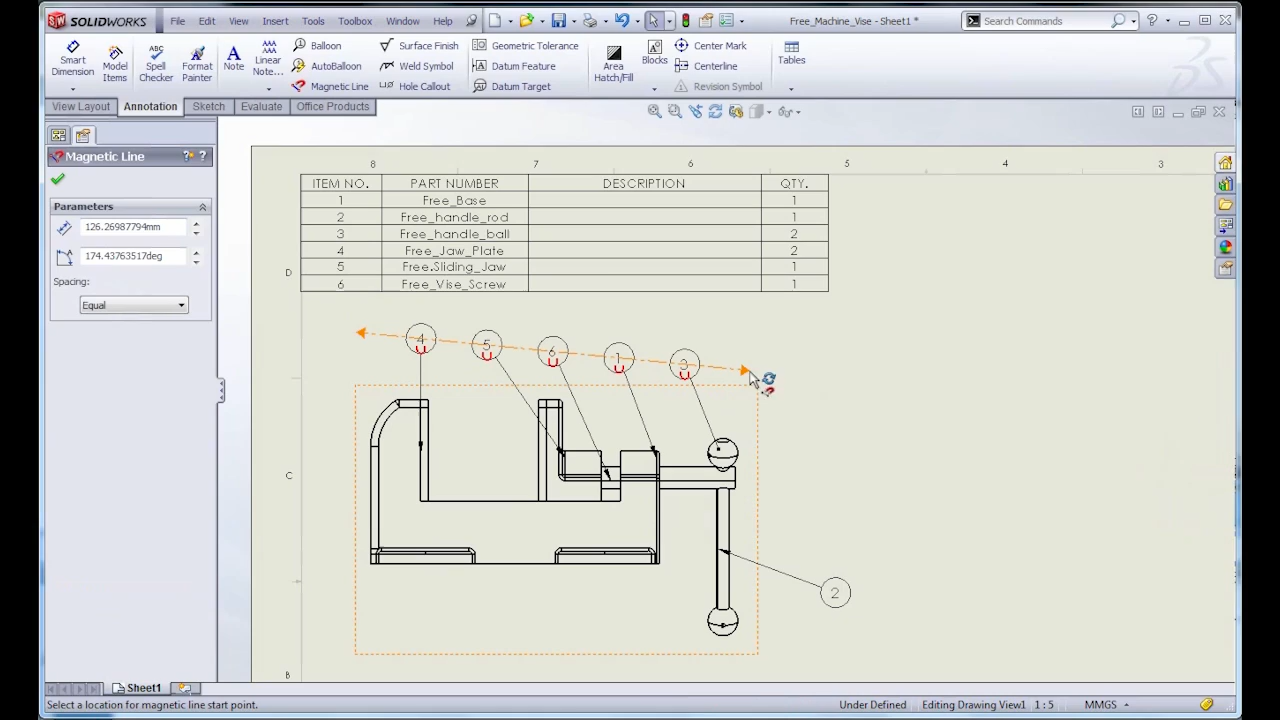 SOLIDWORKS File Edit View Insert Tools Toolbox Window Help Free_Machine_Vise - Sheet1 * Search Commands
Smart Dimension
Model Items
Spell Checker
Format Painter
Note
Linear Note...
Balloon
AutoBalloon
Magnetic Line
Surface Finish
Weld Symbol
Hole Callout
Geometric Tolerance
Datum Feature
Datum Target
Area Hatch/Fill
Blocks
Center Mark
Centerline
Revision Symbol
Tables
View Layout Annotation Sketch Evaluate Office Products
Magnetic Line
Parameters
126.26987794mm
174.43763517deg
Spacing:
Equal
8 7 6 5 4 3
ITEM NO. PART NUMBER DESCRIPTION QTY.
1 Free_Base 1
2 Free_handle_rod 1
3 Free_handle_ball 2
4 Free_Jaw_Plate 2
5 Free.Sliding_Jaw 1
6 Free_Vise_Screw 1
D
4 5 6 1 3
C
2
B
Sheet1
Select a location for magnetic line start point. Under Defined Editing Drawing View1 1 : 5 MMGS